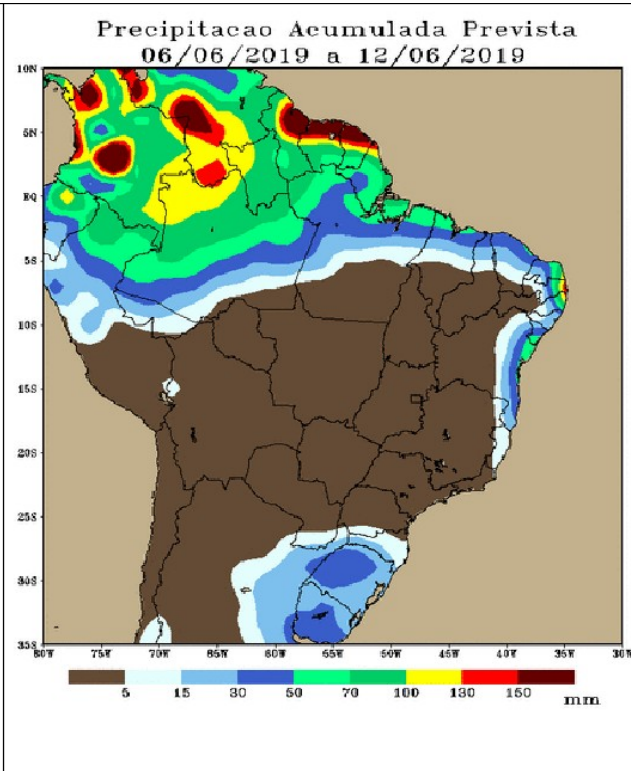 Precipitacao Acumulada Prevista
06/06/2019 a 12/06/2019
10N
5N
EQ
5S
10S
15S
20S
25S
30S
35S
80W 75W 70W 65W 60W 55W 50W 45W 40W 35W 30W
5 15 30 50 70 100 130 150
mm